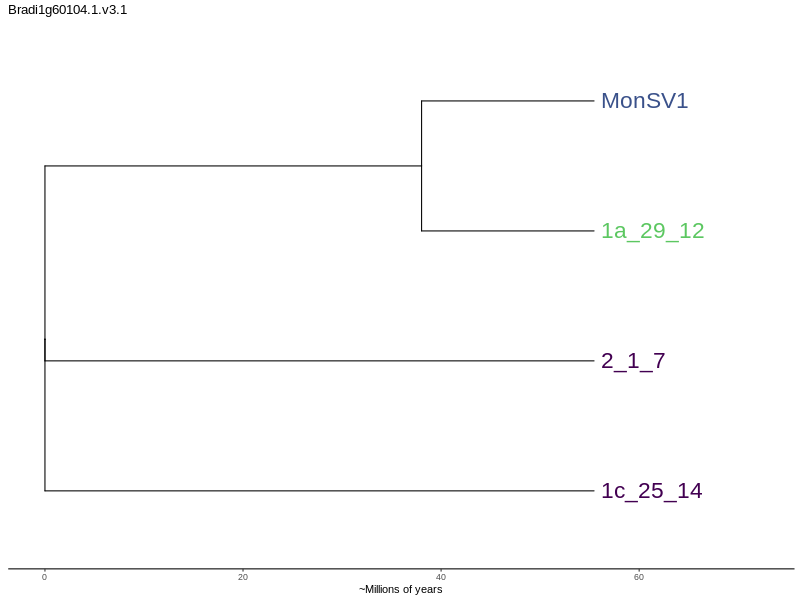 Bradi1g60104.1.v3.1
MonSV1
1a_29_12
2_1_7
1c_25_14
0 20 40 60
~Millions of years